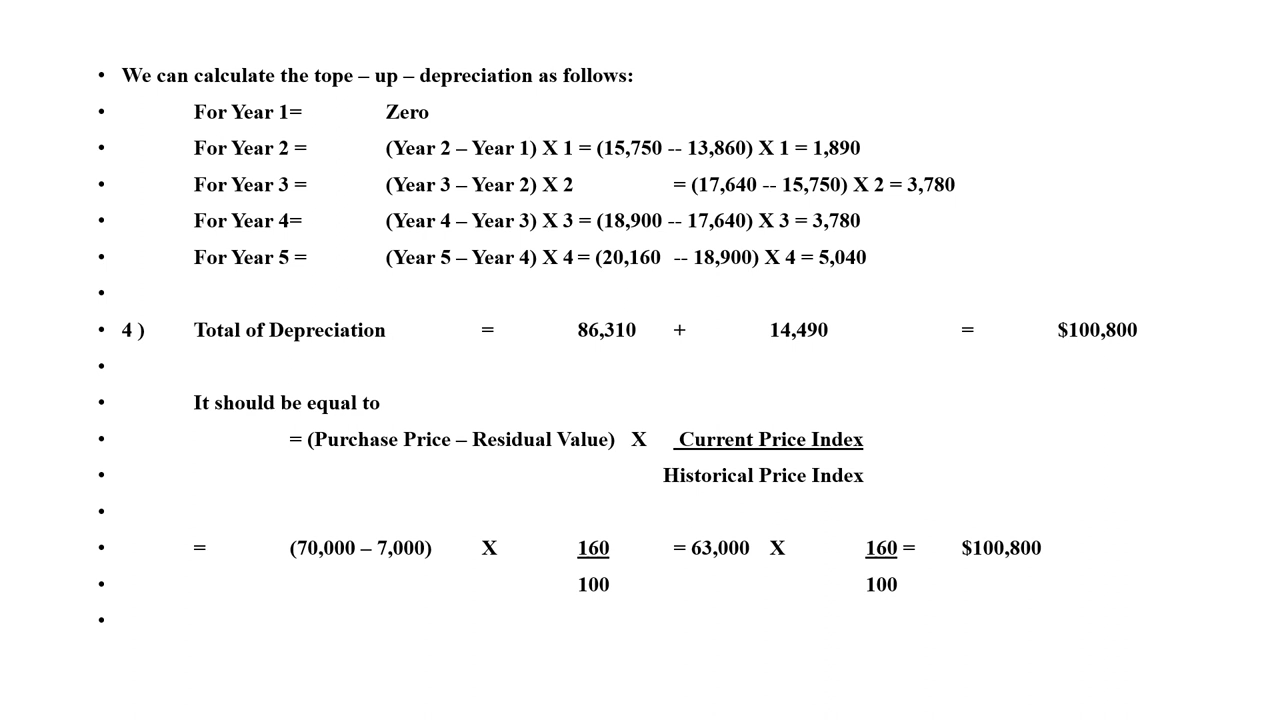 • We can calculate the tope – up – depreciation as follows:
• For Year 1= Zero
• For Year 2 = (Year 2 – Year 1) X 1 = (15,750 -- 13,860) X 1 = 1,890
• For Year 3 = (Year 3 – Year 2) X 2 = (17,640 -- 15,750) X 2 = 3,780
• For Year 4= (Year 4 – Year 3) X 3 = (18,900 -- 17,640) X 3 = 3,780
• For Year 5 = (Year 5 – Year 4) X 4 = (20,160 -- 18,900) X 4 = 5,040
•
• 4 ) Total of Depreciation = 86,310 + 14,490 = $100,800
•
• It should be equal to
• = (Purchase Price – Residual Value) X Current Price Index
• Historical Price Index
•
• = (70,000 – 7,000) X 160 = 63,000 X 160 = $100,800
• 100 100
•